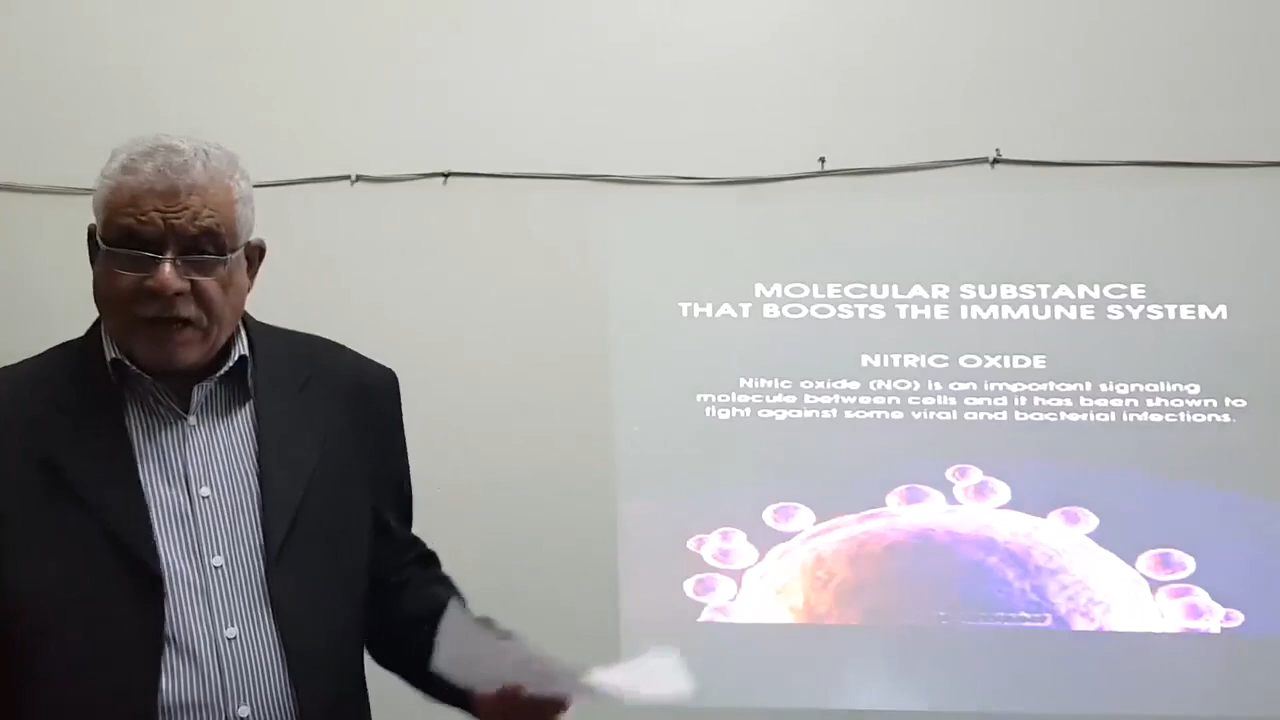 MOLECULAR SUBSTANCE
THAT BOOSTS THE IMMUNE SYSTEM
NITRIC OXIDE
Nitric oxide (NO) is an important signaling
molecule between cells and it has been shown to
fight against some viral and bacterial infections.